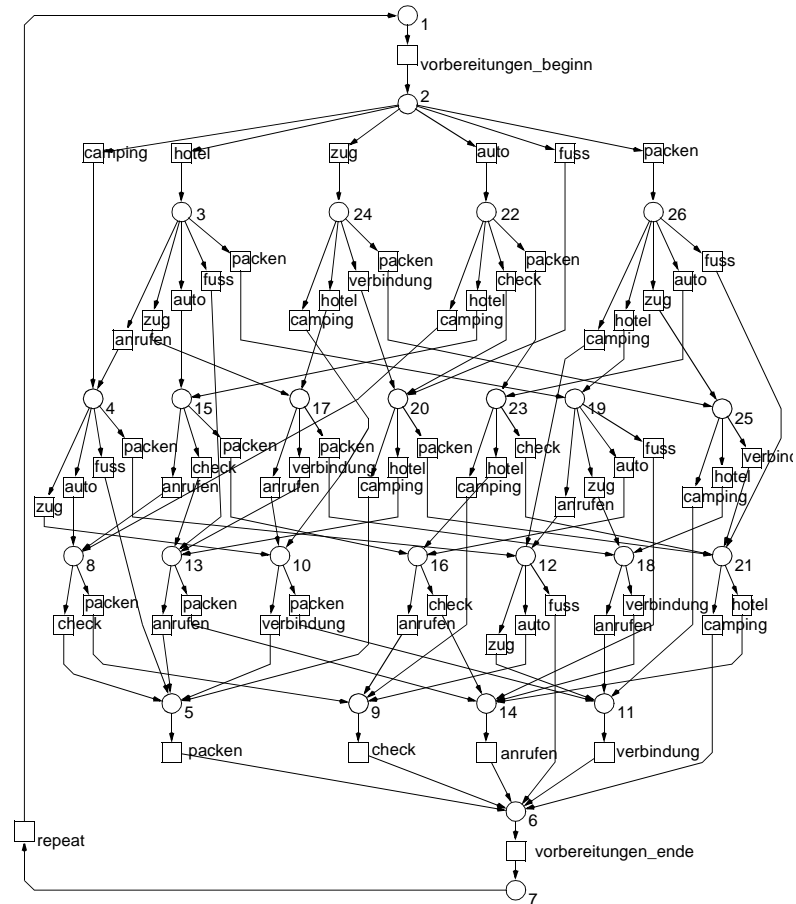 1
vorbereitungen_beginn
2
camping hotel zug auto fuss packen
3 24 22 26
packen packen packen fuss
fuss verbindung check auto
auto hotel hotel zug
zug camping camping hotel
anrufen camping
4 15 17 20 23 19 25
packen packen packen packen check fuss verbind
fuss check verbindung hotel hotel auto hotel
auto anrufen anrufen camping camping zug camping
zug anrufen
8 13 10 16 12 18 21
packen packen packen check fuss verbindung hotel
check anrufen verbindung anrufen auto anrufen camping
zug
5 9 14 11
packen check anrufen verbindung
6
repeat
vorbereitungen_ende
7